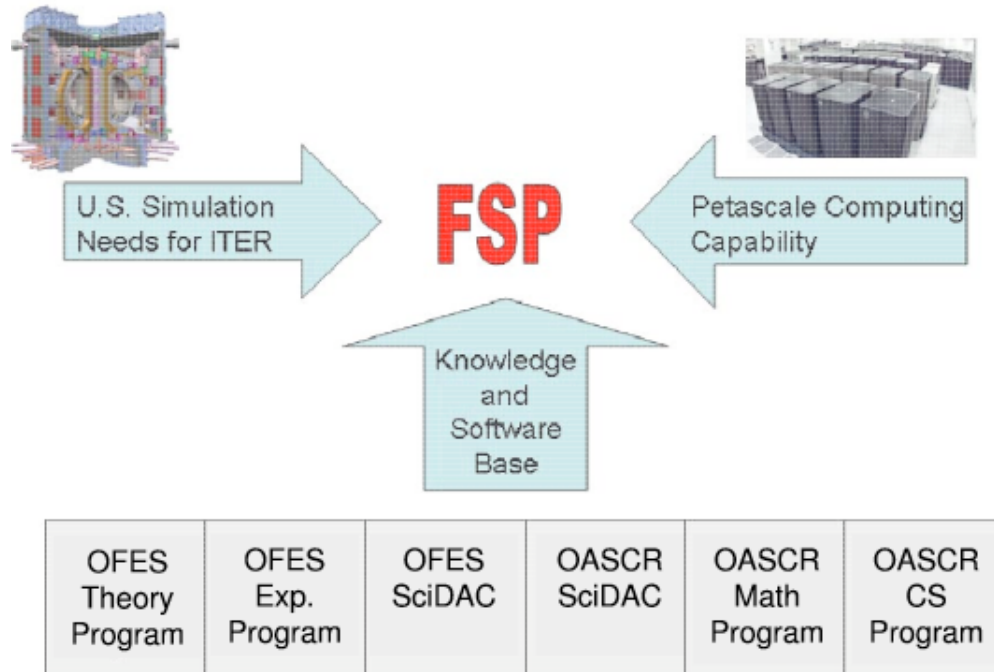 U.S. Simulation
Needs for ITER
FSP
Petascale Computing
Capability
Knowledge
and
Software
Base
OFES
Theory
Program
OFES
Exp.
Program
OFES
SciDAC
OASCR
SciDAC
OASCR
Math
Program
OASCR
CS
Program